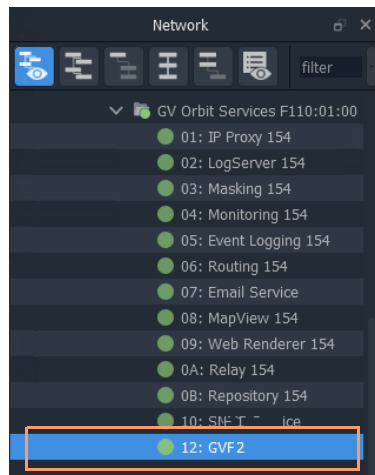 Network
filter
GV Orbit Services F110:01:00
01: IP Proxy 154
02: LogServer 154
03: Masking 154
04: Monitoring 154
05: Event Logging 154
06: Routing 154
07: Email Service
08: MapView 154
09: Web Renderer 154
0A: Relay 154
0B: Repository 154
10:
12: GVF2